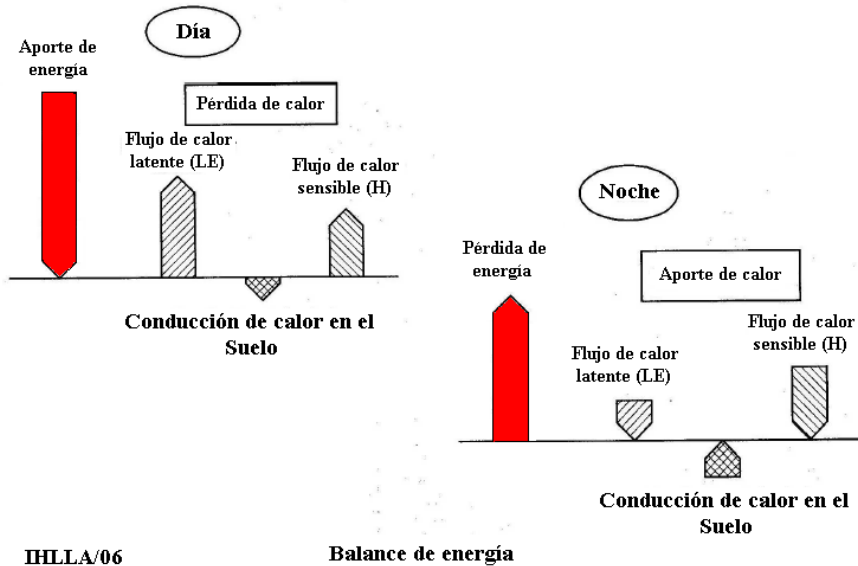 Día
Aporte de
energía
Pérdida de calor
Flujo de calor
latente (LE)
Flujo de calor
sensible (H)
Conducción de calor en el
Suelo
Noche
Pérdida de
energía
Aporte de calor
Flujo de calor
latente (LE)
Flujo de calor
sensible (H)
Conducción de calor en el
Suelo
IHLLA/06
Balance de energía